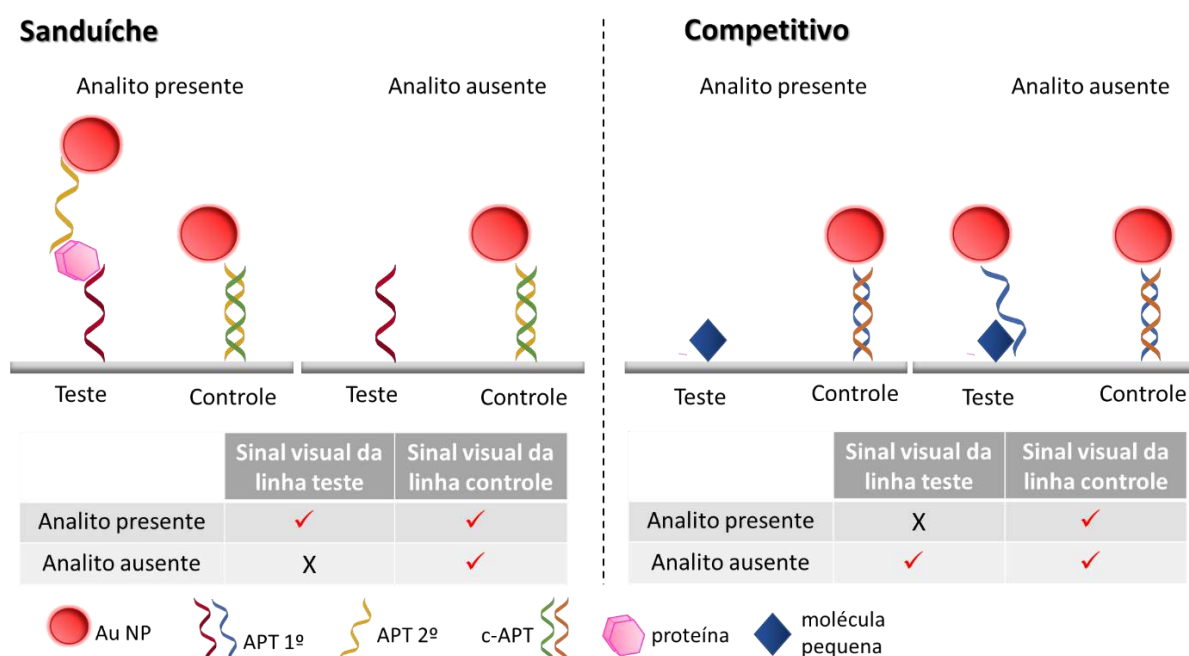 Sanduíche
Analito presente
Analito ausente
Teste
Controle
Teste
Controle
Sinal visual da
linha teste
Sinal visual da
linha controle
Analito presente
✓
✓
Analito ausente
X
✓
Competitivo
Analito presente
Analito ausente
Teste
Controle
Teste
Controle
Sinal visual da
linha teste
Sinal visual da
linha controle
Analito presente
X
✓
Analito ausente
✓
✓
Au NP
APT 1º
APT 2º
c-APT
proteína
molécula
pequena